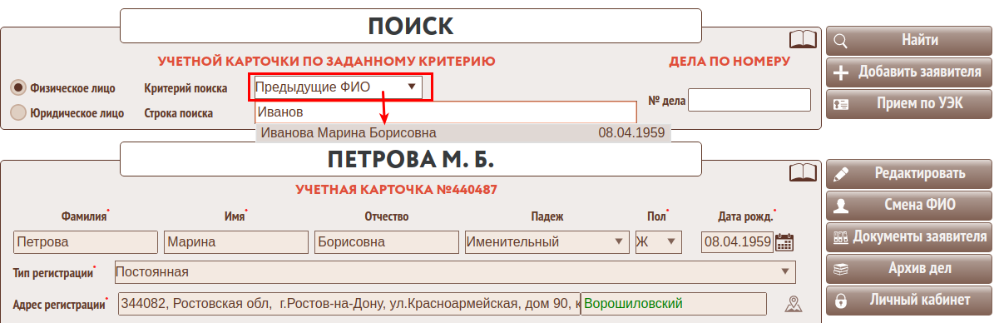 ПОИСК
УЧЕТНОЙ КАРТОЧКИ ПО ЗАДАННОМУ КРИТЕРИЮ
ДЕЛА ПО НОМЕРУ
Физическое лицо
Критерий поиска
Предыдущие ФИО
Юридическое лицо
Строка поиска
Иванов
№ дела
Иванова Марина Борисовна 08.04.1959
Найти
Добавить заявителя
Прием по УЭК
ПЕТРОВА М. Б.
УЧЕТНАЯ КАРТОЧКА №440487
Фамилия* Имя* Отчество Падеж Пол* Дата рожд.*
Петрова Марина Борисовна Именительный Ж 08.04.1959
Тип регистрации* Постоянная
Адрес регистрации* 344082, Ростовская обл, г.Ростов-на-Дону, ул.Красноармейская, дом 90, к Ворошиловский
Редактировать
Смена ФИО
Документы заявителя
Архив дел
Личный кабинет